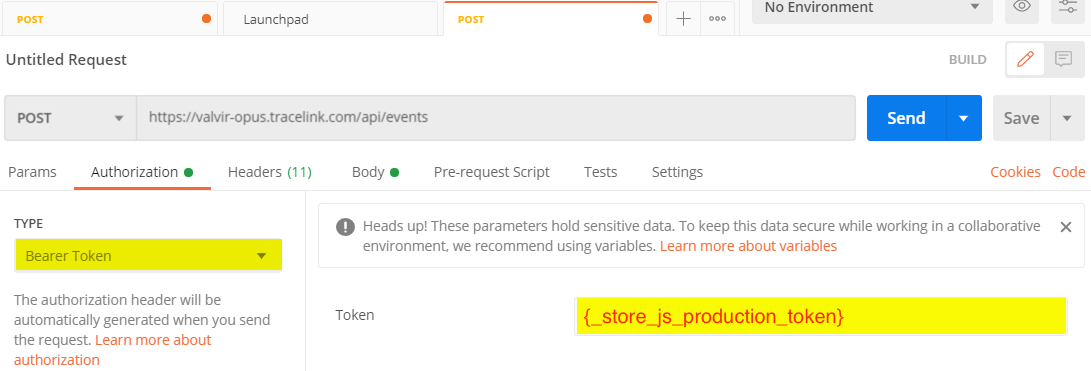 POST
Launchpad
POST
No Environment
Untitled Request
BUILD
POST
https://valvir-opus.tracelink.com/api/events
Send
Save
Params
Authorization
Headers (11)
Body
Pre-request Script
Tests
Settings
Cookies
Code
TYPE
Bearer Token
The authorization header will be
automatically generated when you send
the request. Learn more about
authorization
Heads up! These parameters hold sensitive data. To keep this data secure while working in a collaborative
environment, we recommend using variables. Learn more about variables
Token
{_store_js_production_token}